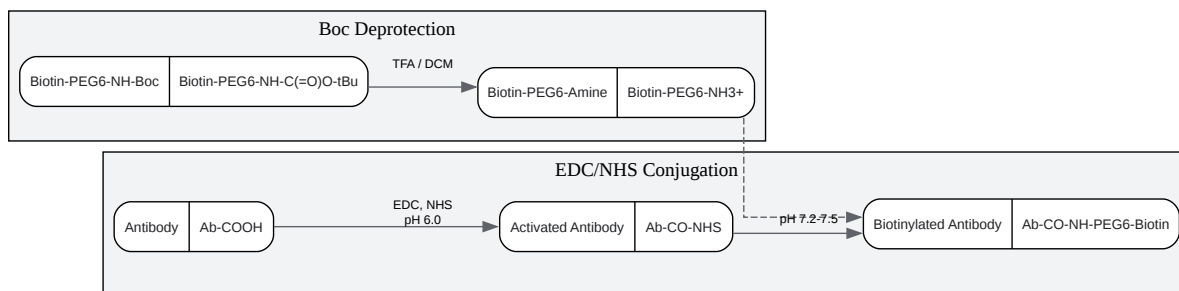 Boc Deprotection
Biotin-PEG6-NH-Boc
Biotin-PEG6-NH-C(=O)O-tBu
TFA / DCM
Biotin-PEG6-Amine
Biotin-PEG6-NH3+
EDC/NHS Conjugation
Antibody
Ab-COOH
EDC, NHS
pH 6.0
Activated Antibody
Ab-CO-NHS
pH 7.2-7.5
Biotinylated Antibody
Ab-CO-NH-PEG6-Biotin